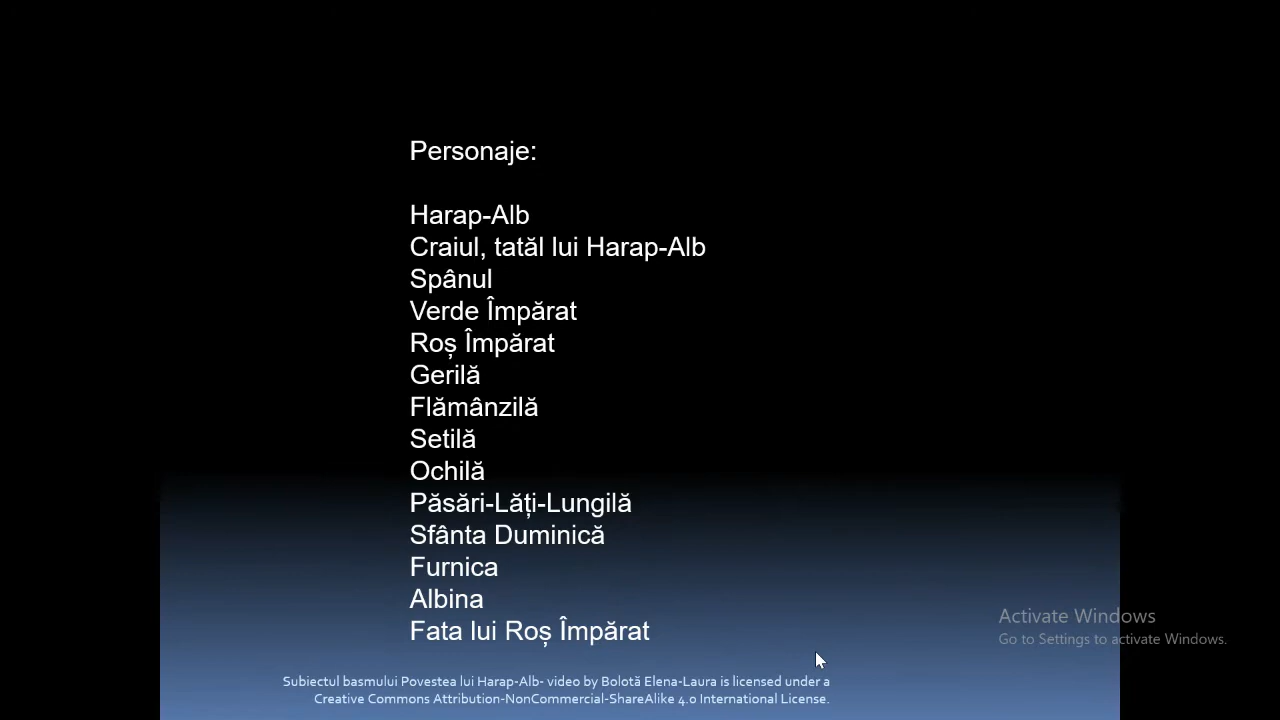 Personaje:
Harap-Alb
Craiul, tatăl lui Harap-Alb
Spânul
Verde Împărat
Roș Împărat
Gerilă
Flămânzilă
Setilă
Ochilă
Păsări-Lăți-Lungilă
Sfânta Duminică
Furnica
Albina
Fata lui Roș Împărat
Activate Windows
Go to Settings to activate Windows.
Subiectul basmului Povestea lui Harap-Alb- video by Bolotă Elena-Laura is licensed under a
Creative Commons Attribution-NonCommercial-ShareAlike 4.0 International License.